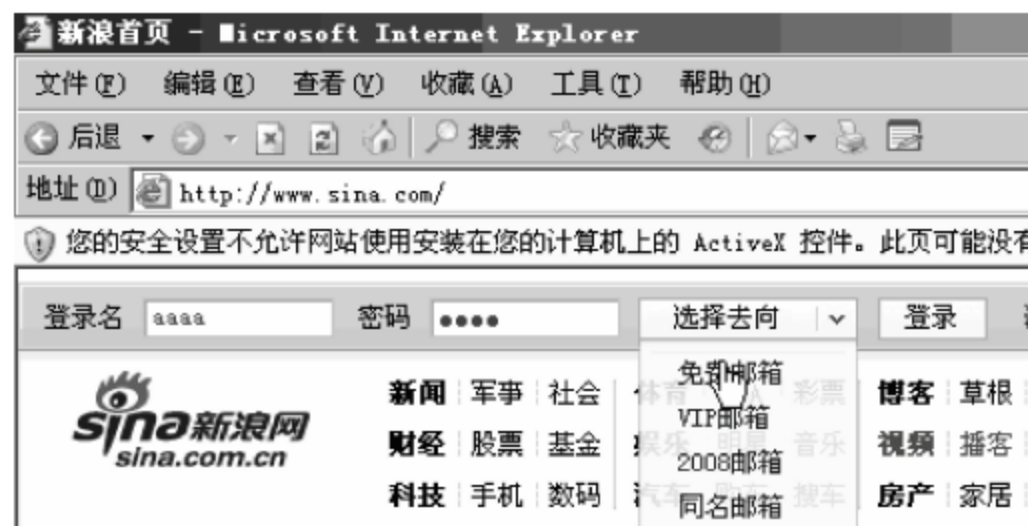 新浪首页 - Microsoft Internet Explorer
文件(F) 编辑(E) 查看(V) 收藏(A) 工具(T) 帮助(H)
后退 搜索 收藏夹
地址(D) http://www.sina.com/
您的安全设置不允许网站使用安装在您的计算机上的 ActiveX 控件。此页可能没有
登录名 aaaa 密码 选择去向 登录
免费邮箱
VIP邮箱
2008邮箱
同名邮箱
sina新浪网
sina.com.cn
新闻 军事 社会 体育 彩票 博客 草根
财经 股票 基金 娱乐 明星 音乐 视频 播客
科技 手机 数码 汽车 购车 搜车 房产 家居